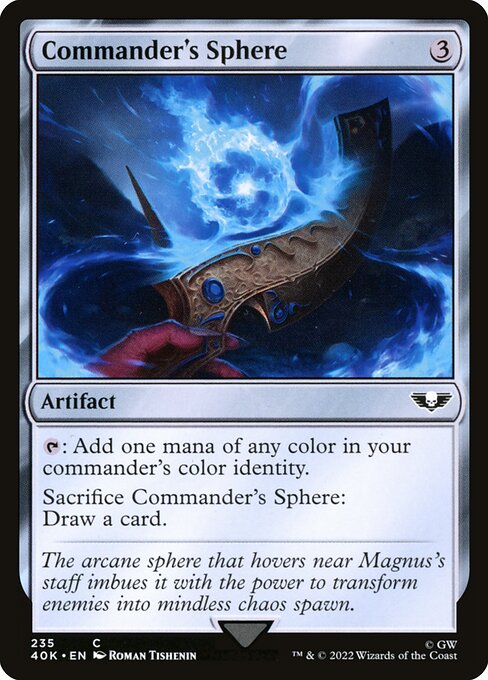 Commander's Sphere 3
Artifact
: Add one mana of any color in your
commander's color identity.
Sacrifice Commander's Sphere:
Draw a card.
The arcane sphere that hovers near Magnus's
staff imbues it with the power to transform
enemies into mindless chaos spawn.
235 C © GW
40K • EN Roman Tishenin ™ & © 2022 Wizards of the Coast